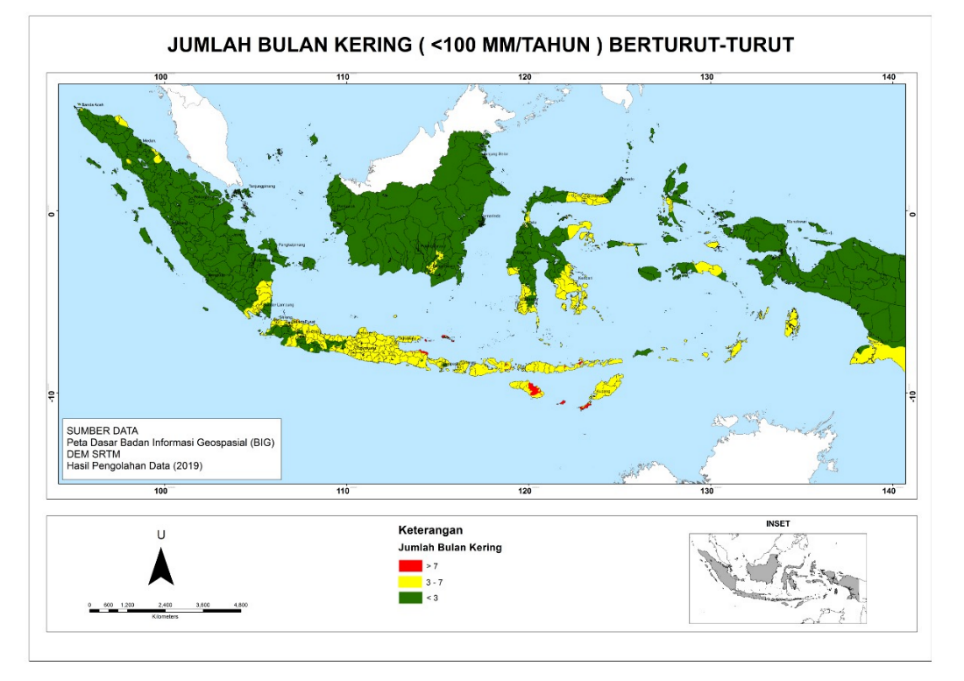 JUMLAH BULAN KERING ( <100 MM/TAHUN ) BERTURUT-TURUT
100 110 120 130 140
0 0
-10 -10
SUMBER DATA
Peta Dasar Badan Informasi Geospasial (BIG)
DEM SRTM
Hasil Pengolahan Data (2019)
100 110 120 130 140
U
0 600 1,200 2,400 3,600 4,800
Kilometers
Keterangan
Jumlah Bulan Kering
> 7
3 - 7
< 3
INSET